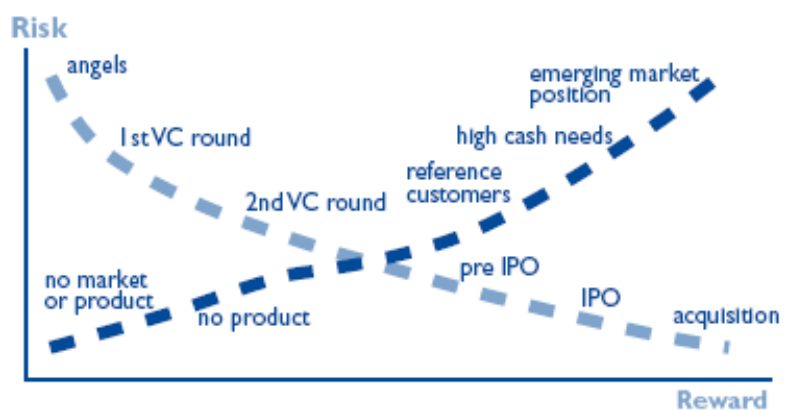 Risk
angels
emerging market
position
1st VC round
high cash needs
reference
customers
2nd VC round
no market
or product
pre IPO
no product
IPO
acquisition
Reward